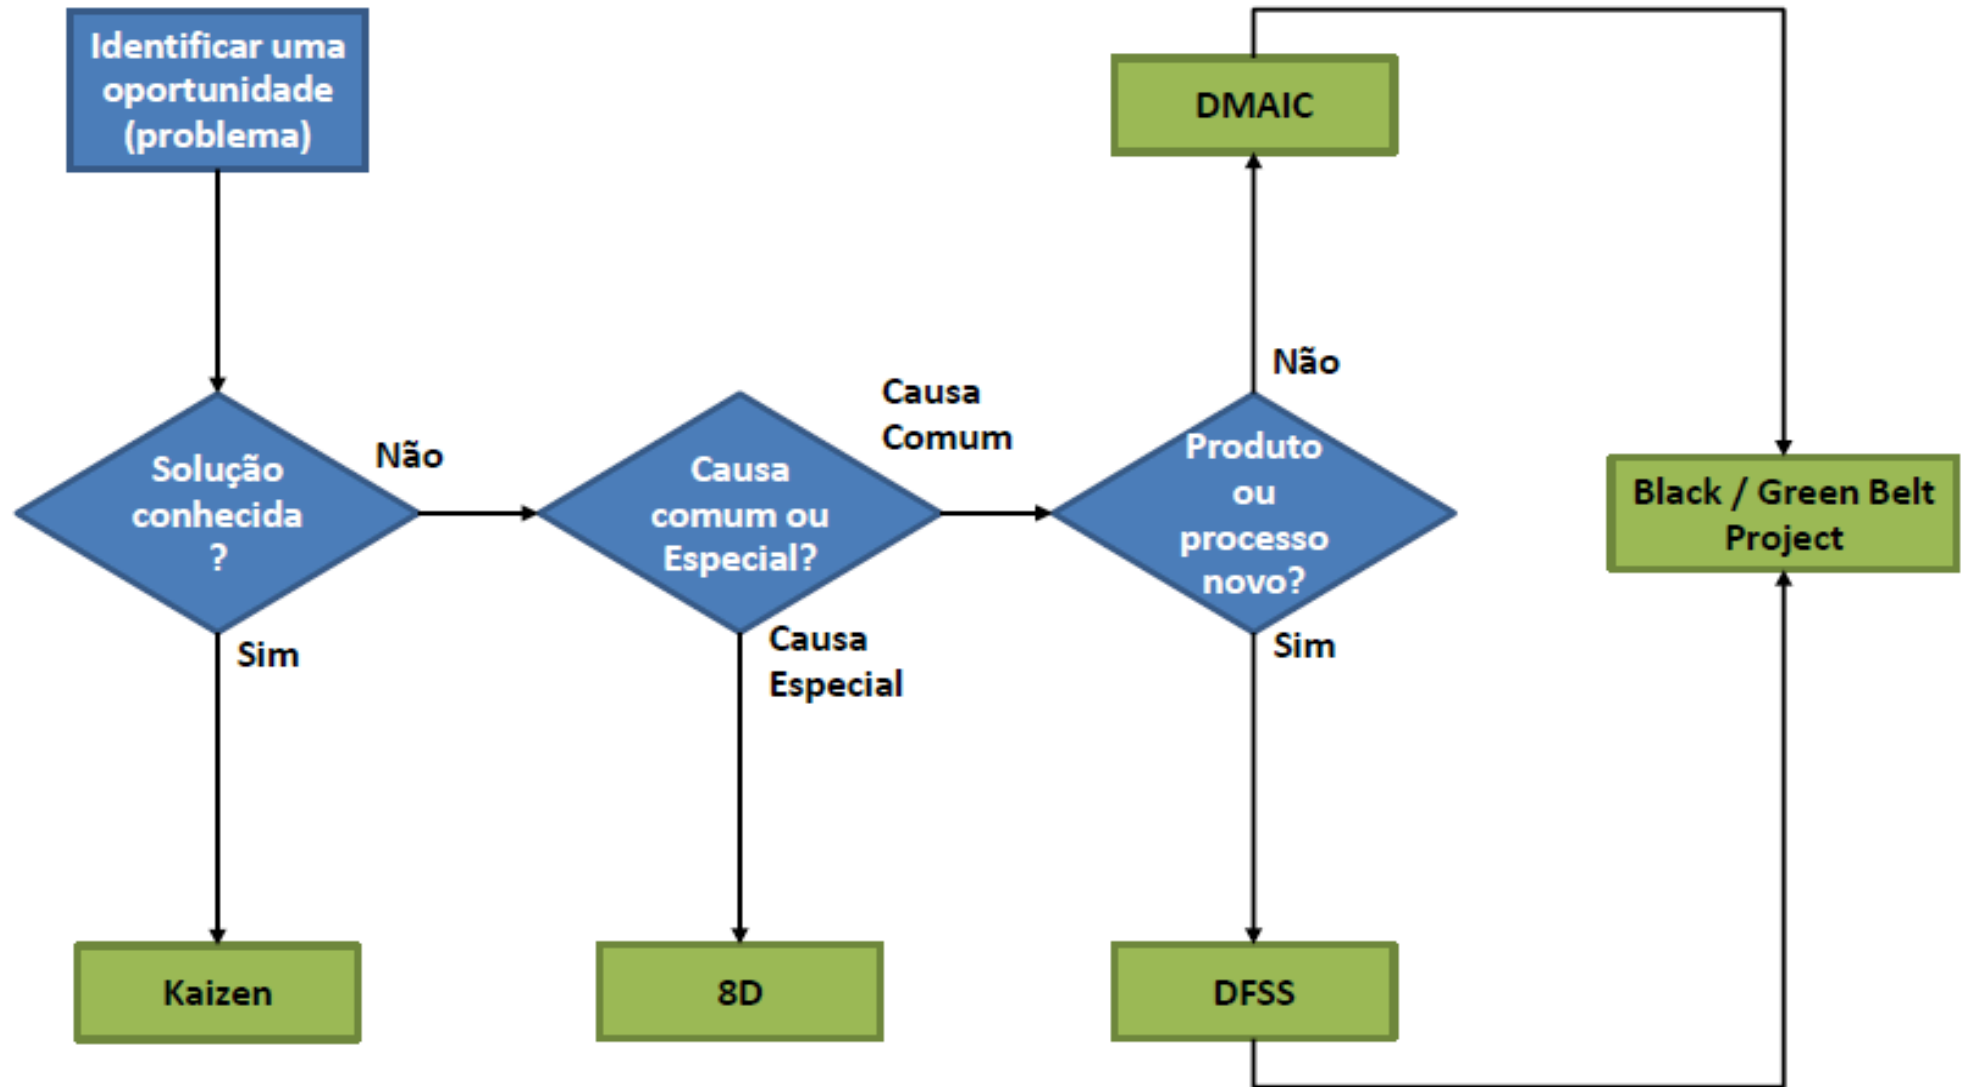 Identificar uma
oportunidade
(problema)
DMAIC
Não
Causa
Comum
Não
Solução
conhecida
?
Causa
comum ou
Especial?
Produto
ou
processo
novo?
Black / Green Belt
Project
Sim
Causa
Especial
Sim
Kaizen
8D
DFSS